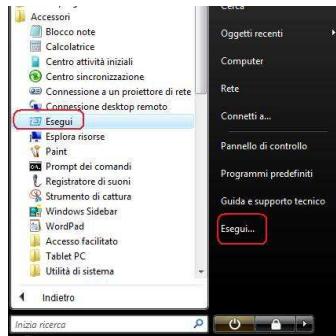 Accessori
Blocco note
Calcolatrice
Centro attività iniziali
Centro sincronizzazione
Connessione a un proiettore di rete
Connessione desktop remoto
Esegui
Esplora risorse
Paint
Prompt dei comandi
Registratore di suoni
Strumento di cattura
Windows Sidebar
WordPad
Accesso facilitato
Tablet PC
Utilità di sistema
Indietro
Inizia ricerca
Cerca
Oggetti recenti
Computer
Rete
Connetti a...
Pannello di controllo
Programmi predefiniti
Guida e supporto tecnico
Esegui...